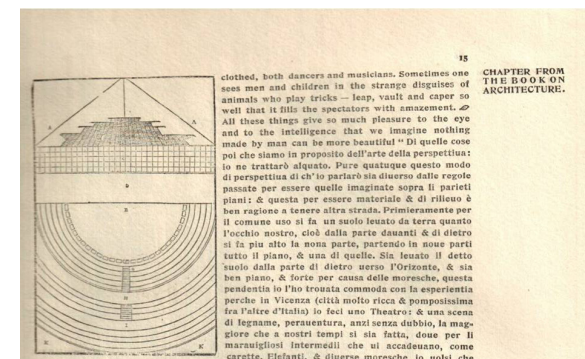 15
CHAPTER FROM
THE BOOK ON
ARCHITECTURE.
clothed, both dancers and musicians. Sometimes one
sees men and children in the strange disguises of
animals who play tricks — leap, vault and caper so
well that it fills the spectators with amazement.
All these things give so much pleasure to the eye
and to the intelligence that we imagine nothing
made by man can be more beautiful “ Di quelle cose
poi che siamo in proposito dell'arte della perspettiua:
io ne trattarò alquato. Pure quatuque questo modo
di perspettiua di ch'io parlarò sia diuerso dalle regole
passate per essere quelle imaginate sopra li parieti
piani : & questa per essere materiale & di rilieuo è
ben ragione a tenere altra strada. Primieramente per
il comune uso si fa un suolo leuato da terra quanto
l'occhio nostro, cioè dalla parte dauanti & di dietro
si fa piu alto la nona parte, partendo in noue parti
tutto il piano, & una di quelle. Sia leuato il detto
suolo dalla parte di dietro uerso l'Orizonte, & sia
ben piano, & forte per causa delle moresche, questa
pendentia io l'ho trouata commoda con la esperientia
perche in Vicenza (città molto ricca & pomposissima
fra l'altre d'Italia) io feci uno Theatro: & una scena
di legname, perauentura, anzi senza dubbio, la mag-
giore che a nostri tempi si sia fatta, doue per li
marauigliosi intermedii che ui accadeuano, come
carette, Elefanti, & diuerse moresche io uolsi che
A
A
D
B
K
K